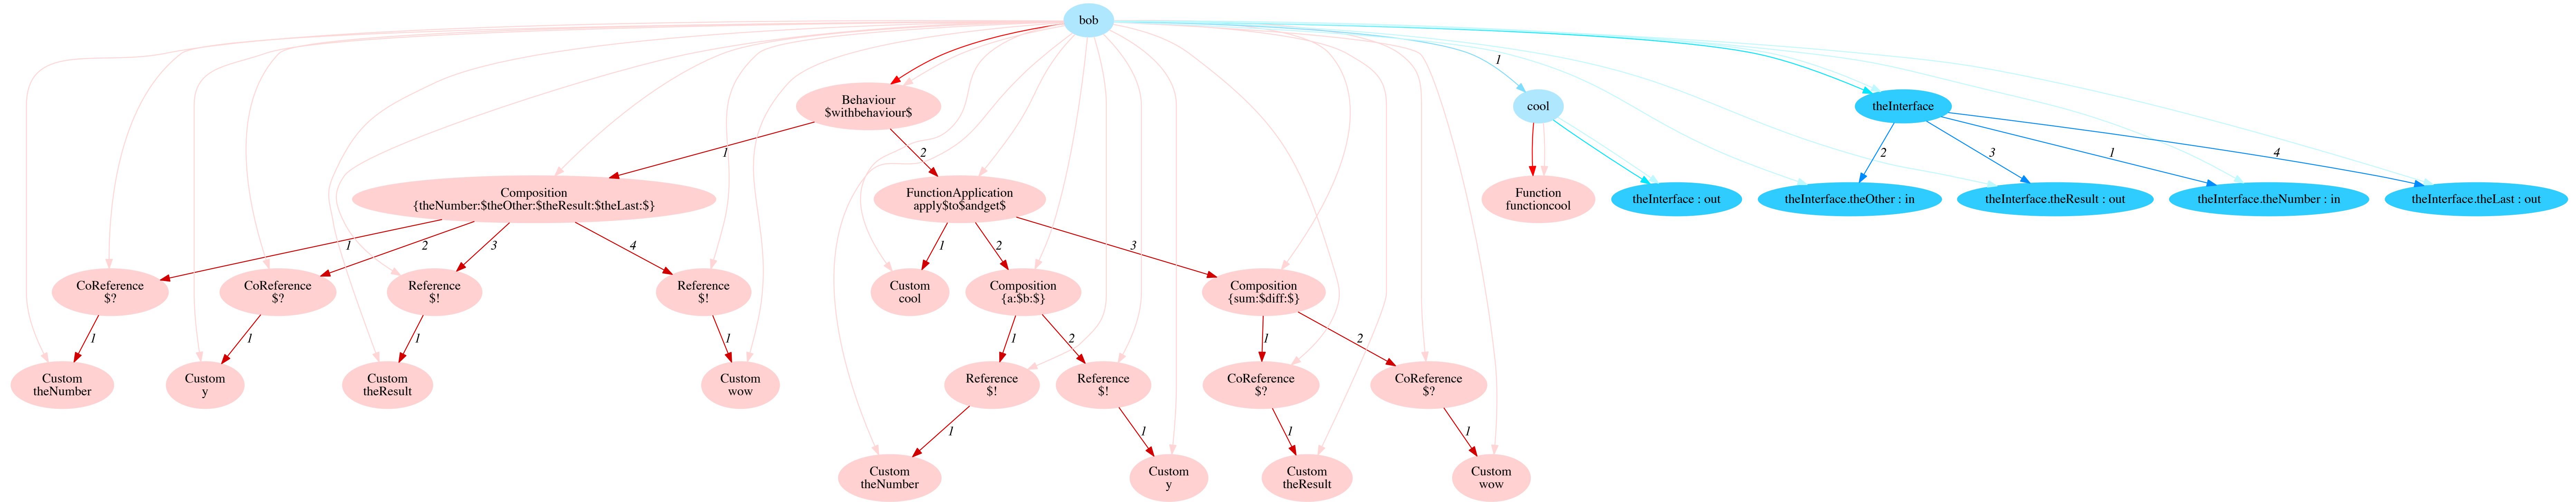 bob
1
Behaviour
$withbehaviour$
cool
theInterface
1
2
2
3
1
4
Composition
{theNumber:$theOther:$theResult:$theLast:$}
FunctionApplication
apply$to$andget$
Function
functioncool
theInterface : out
theInterface.theOther : in
theInterface.theResult : out
theInterface.theNumber : in
theInterface.theLast : out
1
2
3
4
1
2
3
CoReference
$?
CoReference
$?
Reference
$!
Reference
$!
Custom
cool
Composition
{a:$b:$}
Composition
{sum:$diff:$}
1
1
1
1
1
2
1
2
Custom
theNumber
Custom
y
Custom
theResult
Custom
wow
Reference
$!
Reference
$!
CoReference
$?
CoReference
$?
1
1
1
1
Custom
theNumber
Custom
y
Custom
theResult
Custom
wow